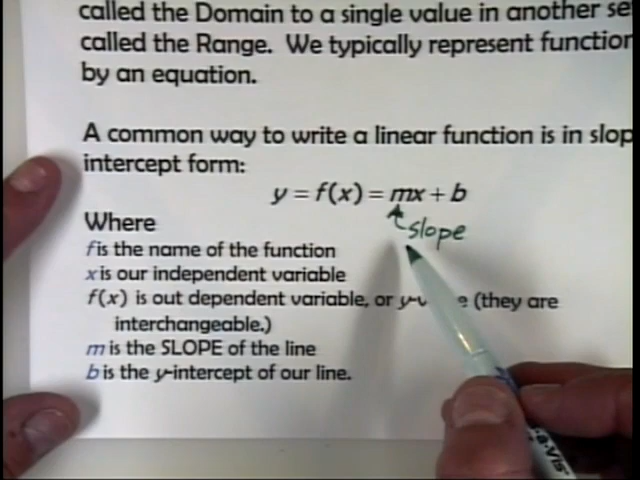 called the Domain to a single value in another se
called the Range. We typically represent function
by an equation.
A common way to write a linear function is in slop
intercept form:
y = f(x) = mx + b
slope
Where
f is the name of the function
x is our independent variable
f(x) is out dependent variable, or y-v e (they are
interchangeable.)
m is the SLOPE of the line
b is the y-intercept of our line.